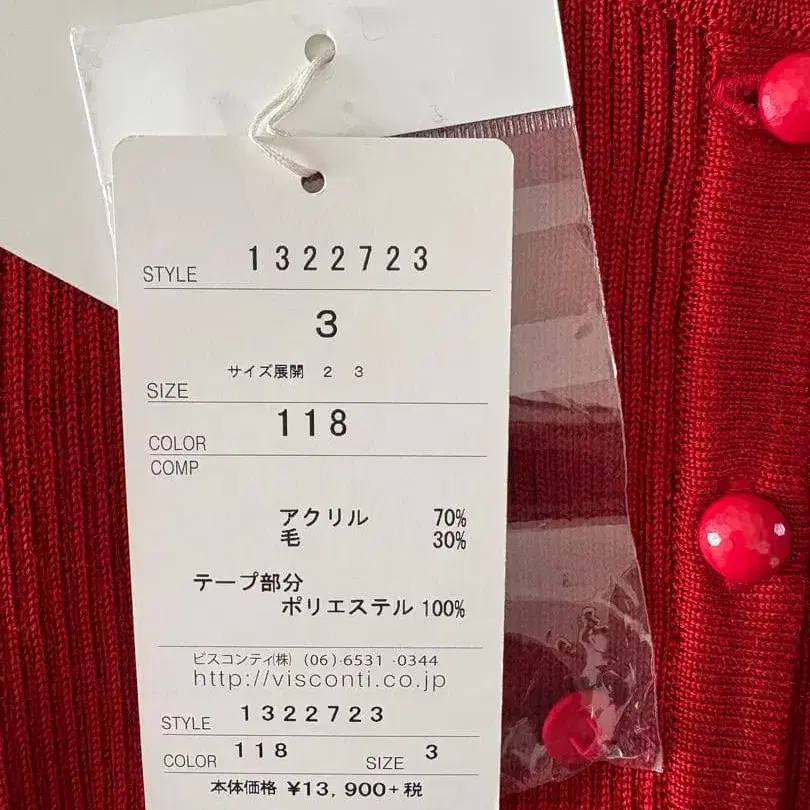 STYLE 1322723
3
サイズ展開 2 3
SIZE
118
COLOR
COMP
アクリル 70%
毛 30%
テープ部分
ポリエステル 100%
ビスコンティ(株) (06)-6531-0344
http://visconti.co.jp
STYLE 1322723
COLOR 118 SIZE 3
本体価格 ¥13,900+税